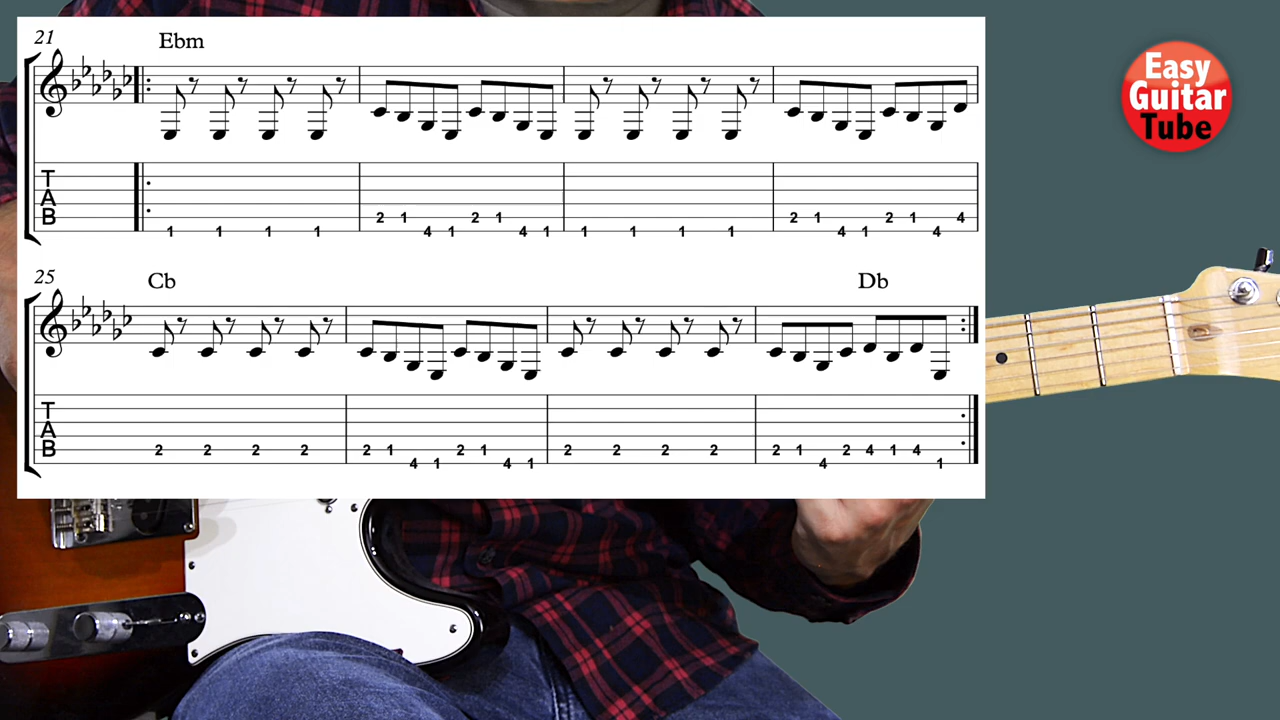 21
Ebm
T
A
B
1 1 1 1 2 1 4 1 2 1 4 1 1 1 1 1 2 1 4 1 2 1 4 4
25
Cb
Db
T
A
B
2 2 2 2 2 1 4 1 2 1 4 1 2 2 2 2 2 1 4 2 4 1 4 1
Easy
Guitar
Tube